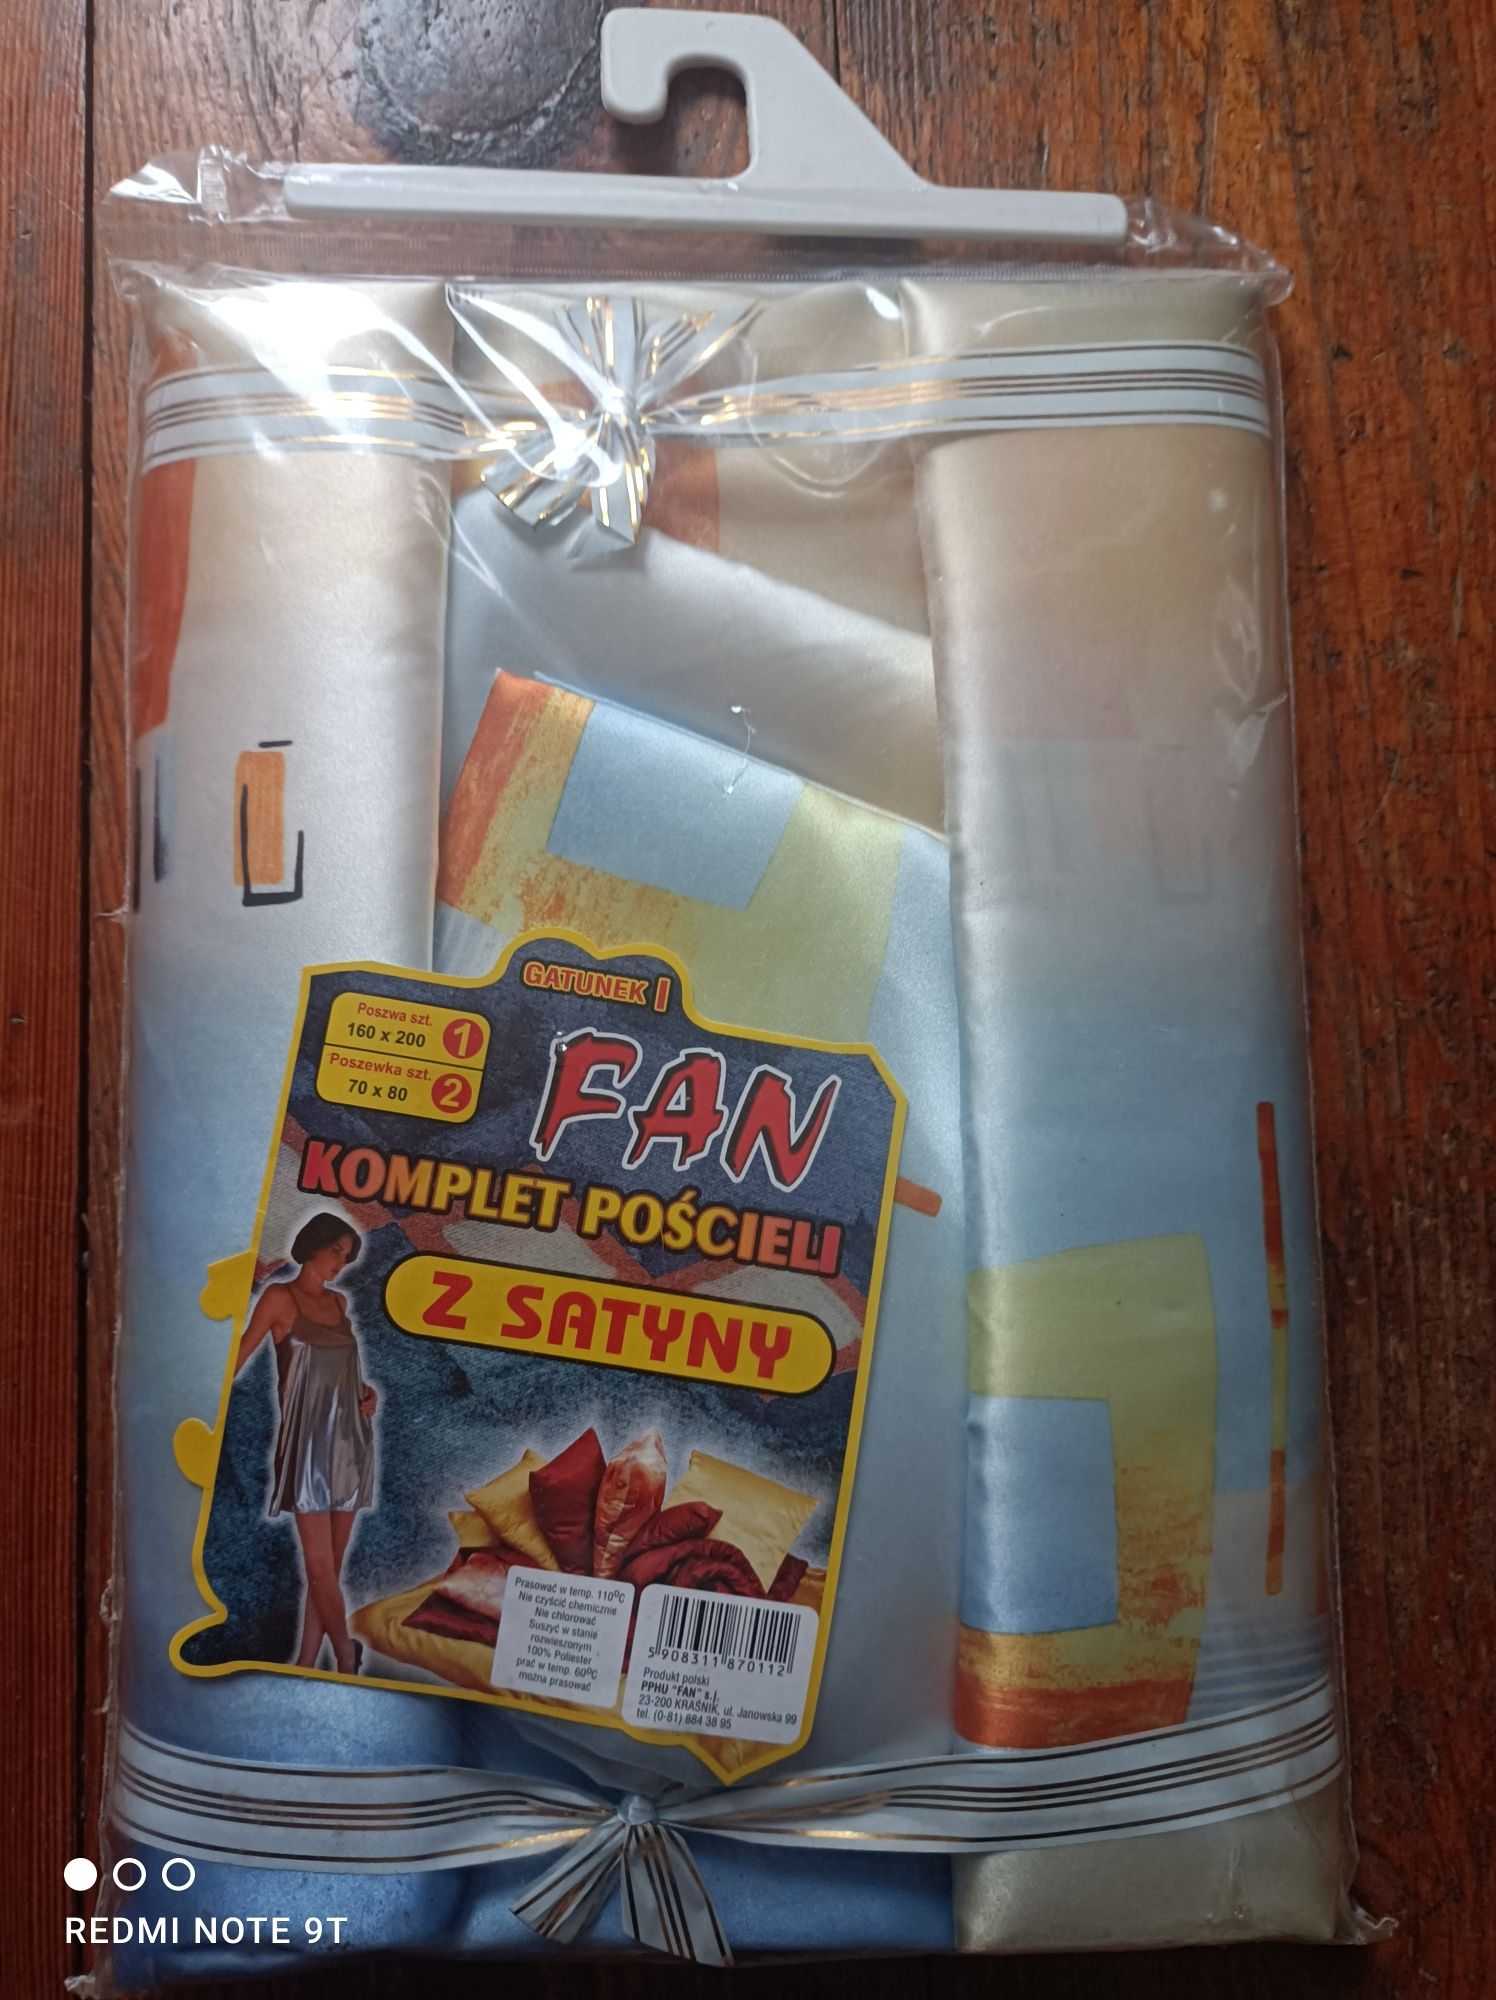 GATUNEK I
Poszwa szt. 1
160 x 200
Poszewka szt. 2
70 x 80
FAN
KOMPLET POŚCIELI
Z SATYNY
Prasować w temp. 110ºC
Nie czyścić chemicznie
Nie chlorować
Suszyć w stanie
rozwieszonym
100% Poliester
prać w temp. 60ºC
można prasować
5 908311 870112
Produkt polski
PPHU "FAN" s.j.
23-200 KRAŚNIK, ul. Janowska 99
tel. (0-81) 884 38 95
REDMI NOTE 9T